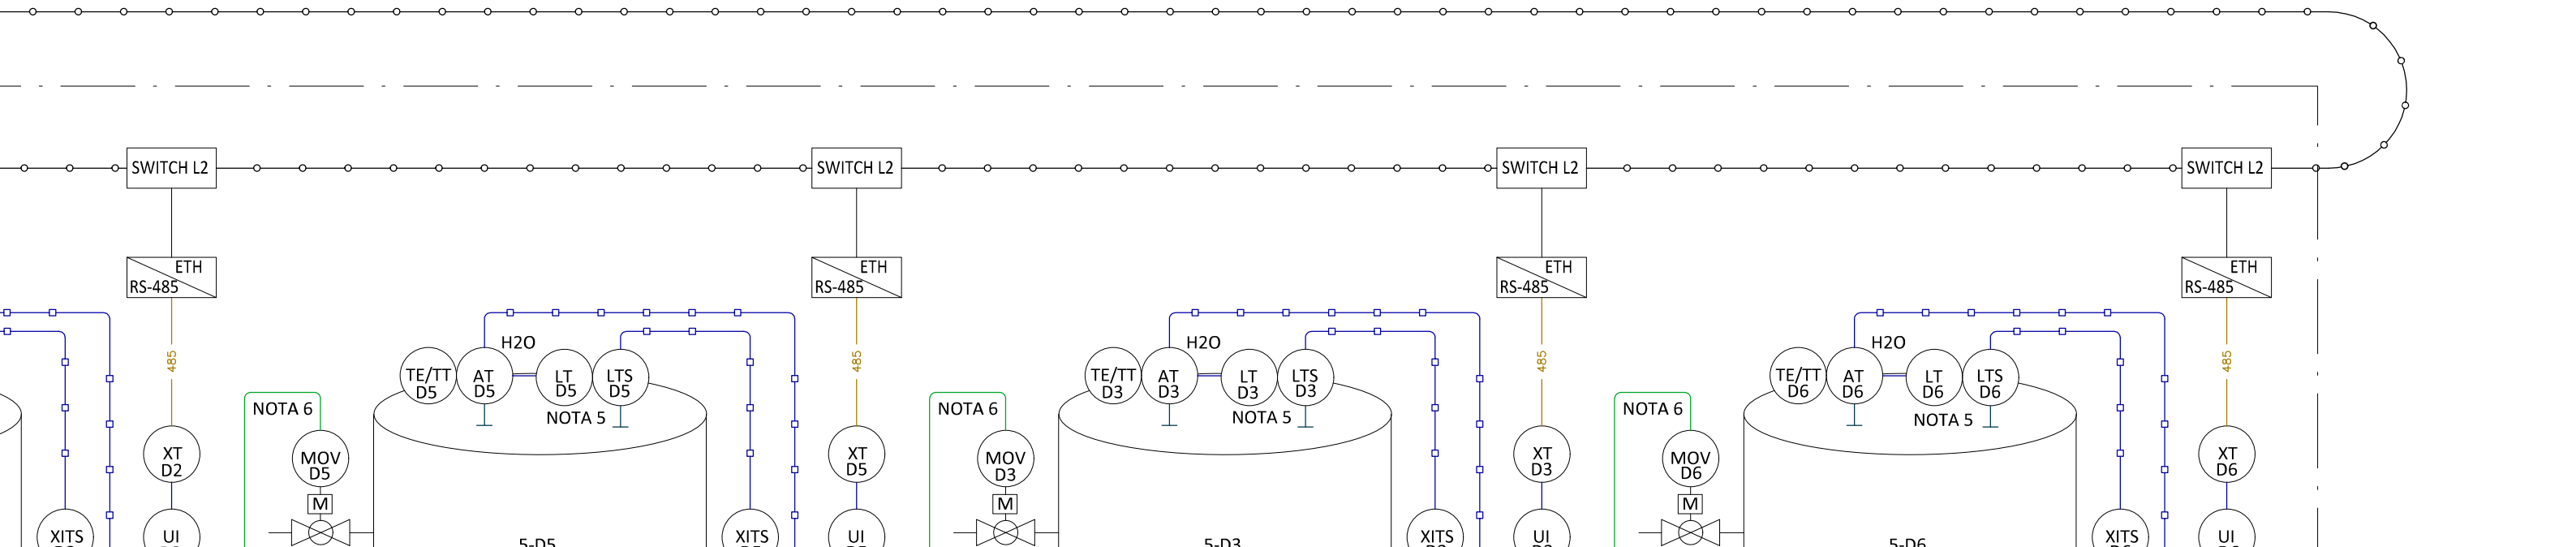 SWITCH L2
SWITCH L2
SWITCH L2
SWITCH L2
ETH
RS-485
ETH
RS-485
ETH
RS-485
ETH
RS-485
485
485
485
485
H2O
H2O
H2O
TE/TT
D5
AT
D5
LT
D5
LTS
D5
TE/TT
D3
AT
D3
LT
D3
LTS
D3
TE/TT
D6
AT
D6
LT
D6
LTS
D6
NOTA 6
NOTA 5
NOTA 6
NOTA 5
NOTA 6
NOTA 5
XT
D2
MOV
D5
XT
D5
MOV
D3
XT
D3
MOV
D6
XT
D6
M
M
M
XITS
UI
5-D5
XITS
UI
5-D3
XITS
UI
5-D6
XITS
UI